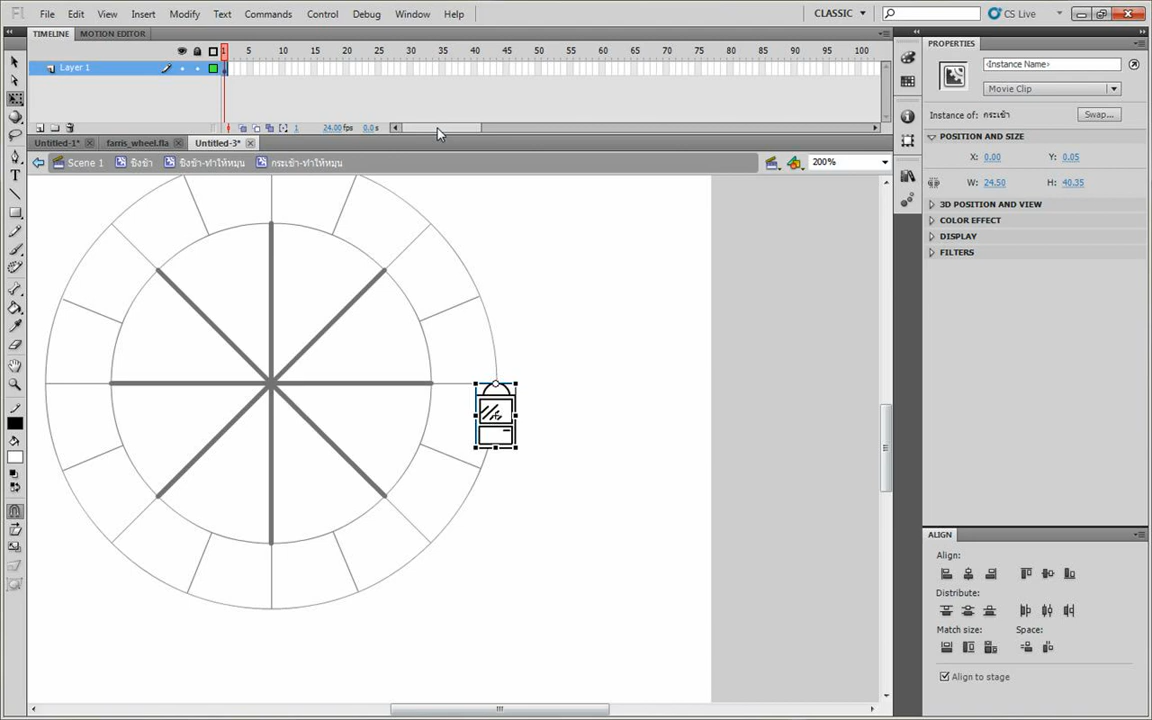 Fl File Edit View Insert Modify Text Commands Control Debug Window Help CLASSIC CS Live
TIMELINE MOTION EDITOR
1 5 10 15 20 25 30 35 40 45 50 55 60 65 70 75 80 85 90 95 100
Layer 1
1 24.00fps 0.0s
Untitled-1* farris_wheel.fla Untitled-3*
Scene 1 ชิงช้า ชิงช้า-ทำให้หมุน กระเช้า-ทำให้หมุน 200%
PROPERTIES
<Instance Name>
Movie Clip
Instance of: กระเช้า Swap...
POSITION AND SIZE
X: 0.00 Y: 0.05
W: 24.50 H: 40.35
3D POSITION AND VIEW
COLOR EFFECT
DISPLAY
FILTERS
ALIGN
Align:
Distribute:
Match size: Space:
Align to stage